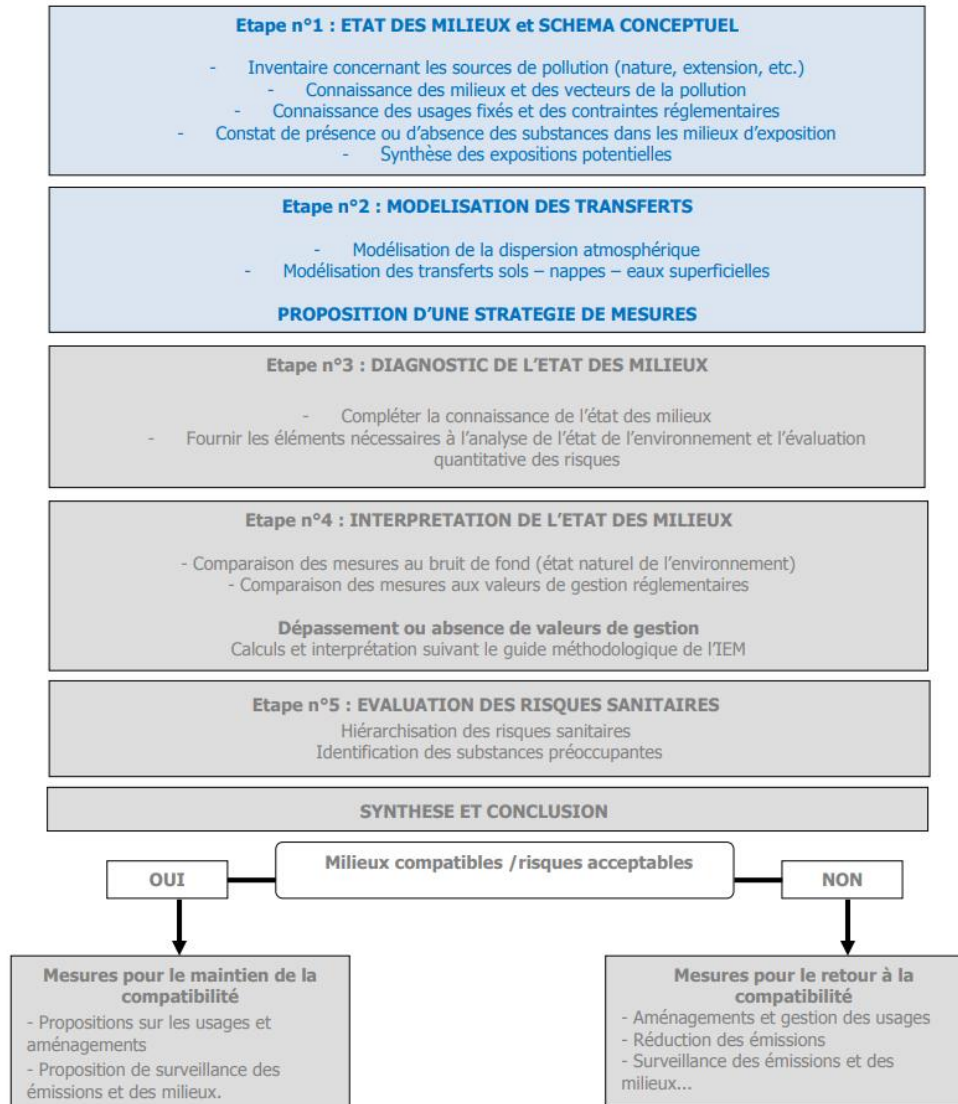 Etape n°1 : ETAT DES MILIEUX et SCHEMA CONCEPTUEL
- Inventaire concernant les sources de pollution (nature, extension, etc.)
- Connaissance des milieux et des vecteurs de la pollution
- Connaissance des usages fixés et des contraintes réglementaires
- Constat de présence ou d'absence des substances dans les milieux d'exposition
- Synthèse des expositions potentielles
Etape n°2 : MODELISATION DES TRANSFERTS
- Modélisation de la dispersion atmosphérique
- Modélisation des transferts sols – nappes – eaux superficielles
PROPOSITION D'UNE STRATEGIE DE MESURES
Etape n°3 : DIAGNOSTIC DE L'ETAT DES MILIEUX
- Compléter la connaissance de l'état des milieux
- Fournir les éléments nécessaires à l'analyse de l'état de l'environnement et l'évaluation
quantitative des risques
Etape n°4 : INTERPRETATION DE L'ETAT DES MILIEUX
- Comparaison des mesures au bruit de fond (état naturel de l'environnement)
- Comparaison des mesures aux valeurs de gestion réglementaires
Dépassement ou absence de valeurs de gestion
Calculs et interprétation suivant le guide méthodologique de l'IEM
Etape n°5 : EVALUATION DES RISQUES SANITAIRES
Hiérarchisation des risques sanitaires
Identification des substances préoccupantes
SYNTHESE ET CONCLUSION
Milieux compatibles /risques acceptables
OUI
NON
Mesures pour le maintien de la
compatibilité
- Propositions sur les usages et
aménagements
- Proposition de surveillance des
émissions et des milieux.
Mesures pour le retour à la
compatibilité
- Aménagements et gestion des usages
- Réduction des émissions
- Surveillance des émissions et des
milieux...